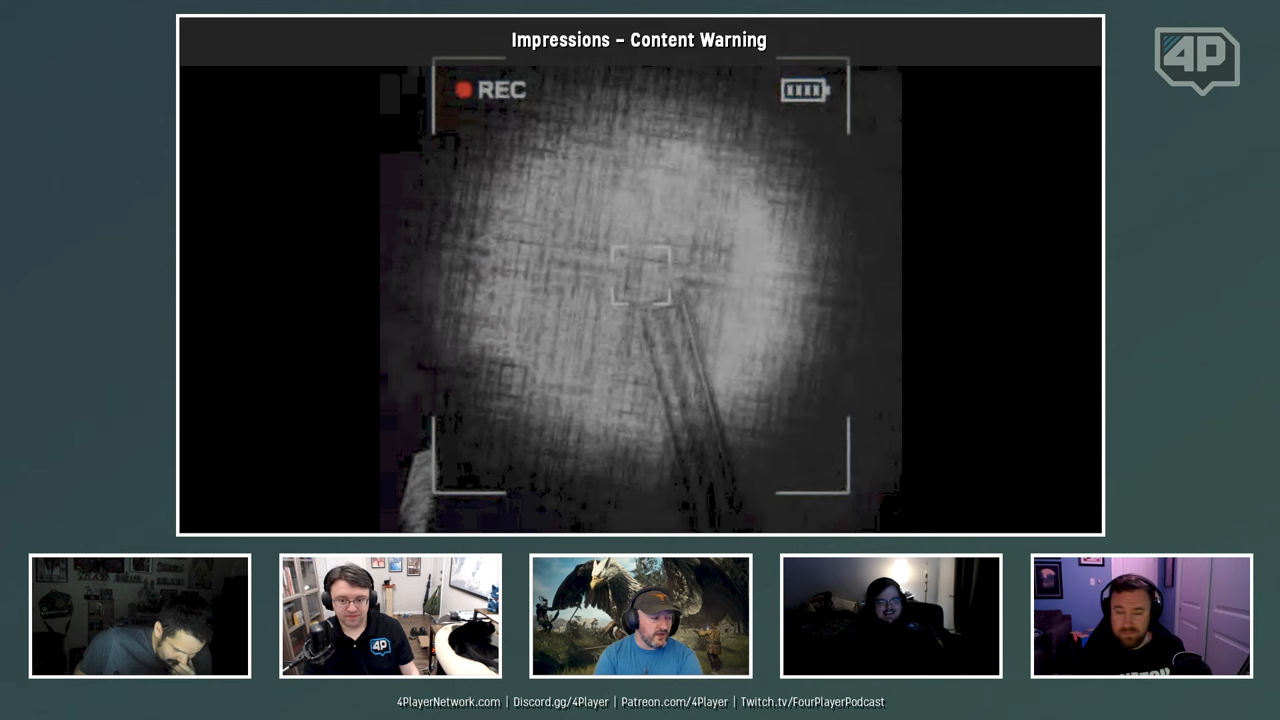 Impressions - Content Warning
4P
REC
4P
4PlayerNetwork.com | Discord.gg/4Player | Patreon.com/4Player | Twitch.tv/FourPlayerPodcast